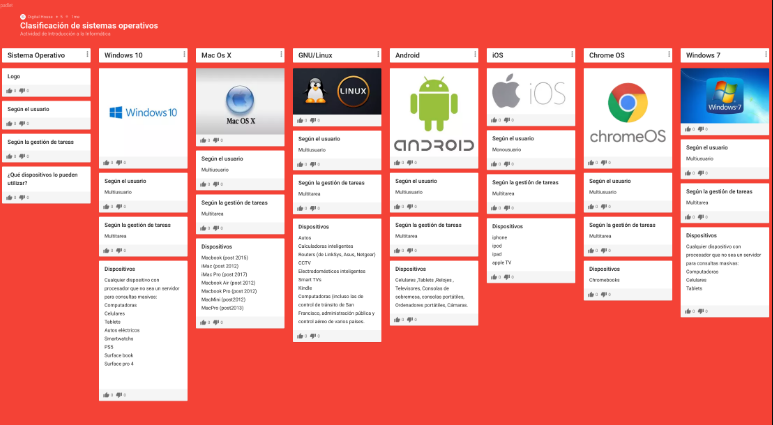 padlet
Clasificación de sistemas operativos
Actividad de introducción a la informática
Sistema Operativo
Logo
0 0
Según el usuario
0 0
Según la gestión de tareas
0 0
¿Qué dispositivos lo pueden
utilizar?
0 0
Windows 10
Windows 10
0 0
Según el usuario
Multiusuario
0 0
Según la gestión de tareas
Multitarea
0 0
Dispositivos
Cualquier dispositivo con
procesador que no sea un servidor
para consultas masivas:
Computadoras
Celulares
Tablets
Autos eléctricos
Smartwatchs
PS5
Surface book
Surface pro 4
0 0
Mac Os X
Mac OS X
0 0
Según el usuario
Multiusuario
0 0
Según la gestión de tareas
Multitarea
0 0
Dispositivos
Macbook (post 2015)
iMac (post 2012)
iMac Pro (post 2017)
Macbook Air (post 2012)
Macbook Pro (post 2012)
MacMini (post2012)
MacPro (post2013)
0 0
GNU/Linux
LINUX
0 0
Según el usuario
Multiusuario
0 0
Según la gestión de tareas
Multitarea
0 0
Dispositivos
Autos
Calculadoras inteligentes
Routers (de LinkSys, Asus, Netgear)
CCTV
Electrodomésticos inteligentes
Smart TVs
Kindle
Computadoras (incluso las de
control de tránsito de San
Francisco, administración pública y
control aéreo de varios países.
0 0
Android
ANDROID
0 0
Según el usuario
Multiusuario
0 0
Según la gestión de tareas
Multitarea
0 0
Dispositivos
Celulares ,Tablets ,Relojes ,
Televisores, Consolas de
sobremesa, consolas portátiles,
Ordenadores portátiles, Cámaras.
0 0
iOS
iOS
0 0
Según el usuario
Monousuario
0 0
Según la gestión de tareas
Multitarea
0 0
Dispositivos
Iphone
ipod
ipad
apple TV
0 0
Chrome OS
chromeOS
0 0
Según el usuario
Multiusuario
0 0
Según la gestión de tareas
Multitarea
0 0
Dispositivos
Chromebooks
0 0
Windows 7
Windows 7
0 0
Según el usuario
Multiusuario
0 0
Según la gestión de tareas
Multitarea
0 0
Dispositivos
Cualquier dispositivo con
procesador que no sea un servidor
para consultas masivas:
Computadoras
Celulares
Tablets
0 0